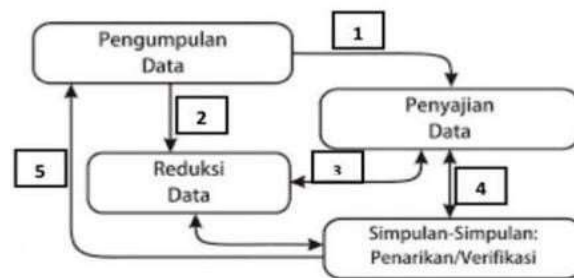 1
Pengumpulan
Data
2
Penyajian
Data
5
Reduksi
Data
3
4
Simpulan-Simpulan:
Penarikan/Verifikasi